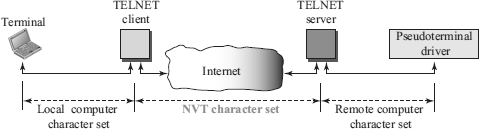 TELNET
client
TELNET
server
Terminal
Pseudoterminal
driver
Internet
Local computer
character set
NVT character set
Remote computer
character set